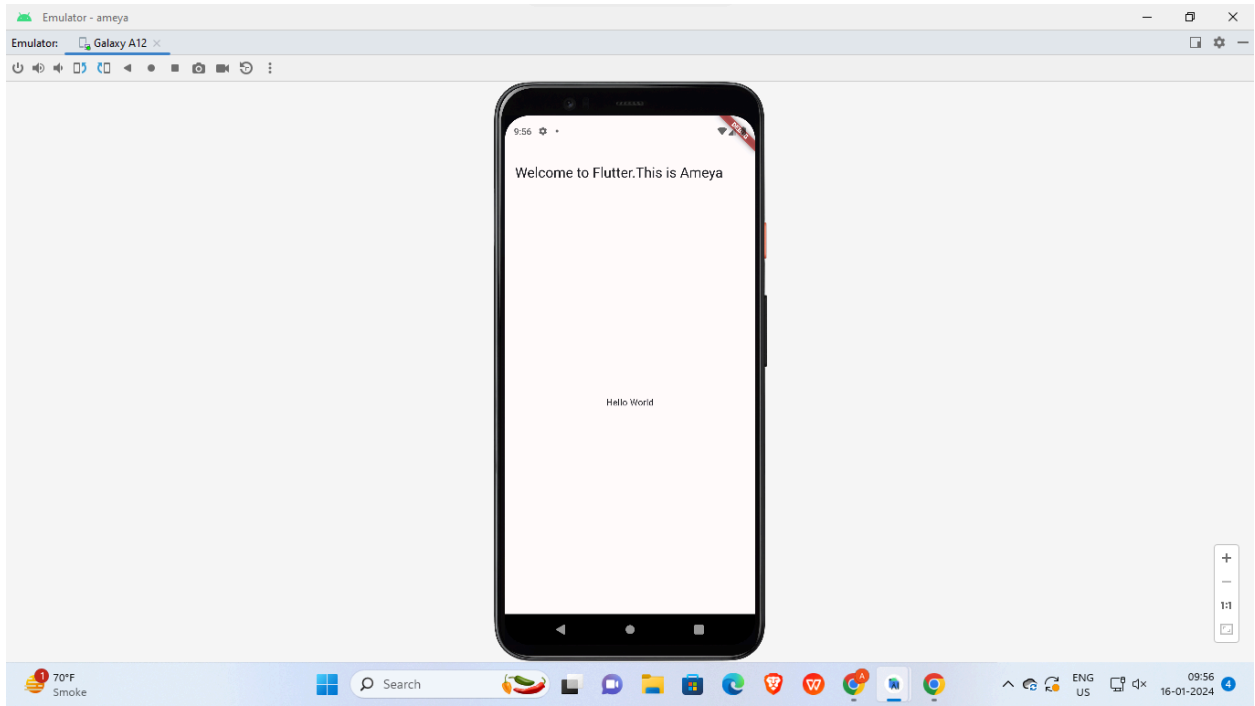 Emulator - ameya
Emulator: Galaxy A12
9:56
Welcome to Flutter.This is Ameya
Hello World
1:1
1
70°F
Smoke
Search
A
ENG
US
09:56
16-01-2024
4